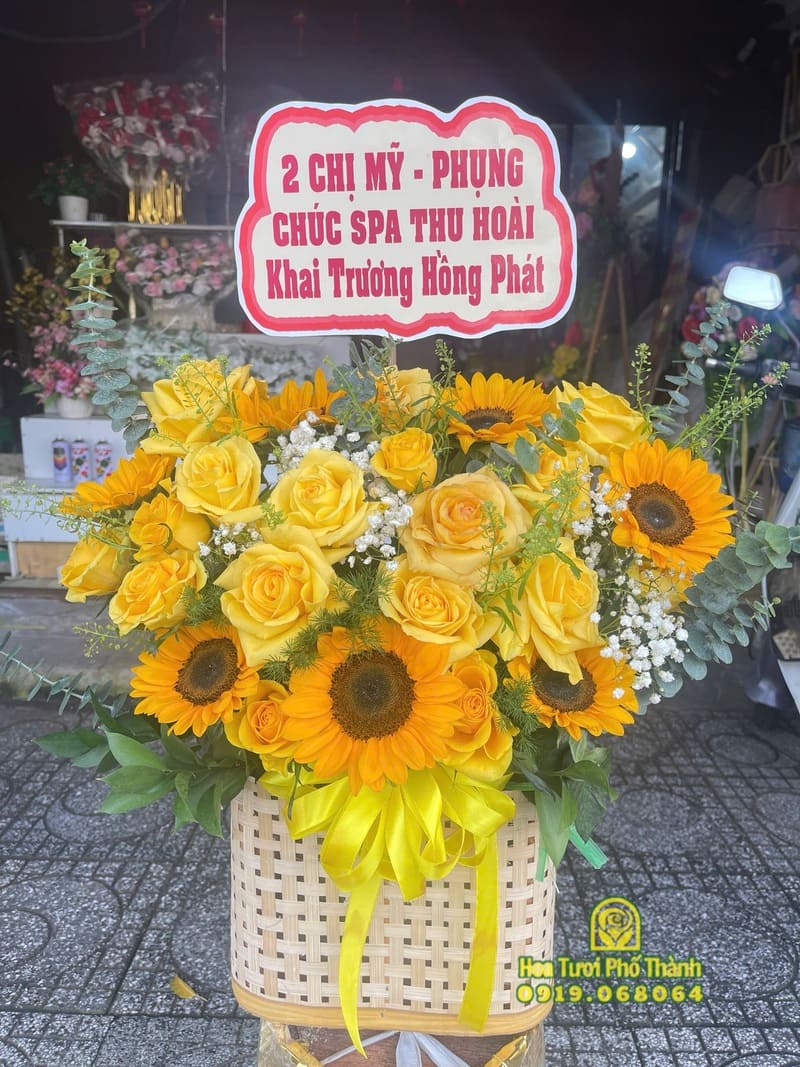 2 CHỊ MỸ - PHỤNG
CHÚC SPA THU HOÀI
Khai Trương Hồng Phát
Hoa Tươi Phố Thành
0919.068064